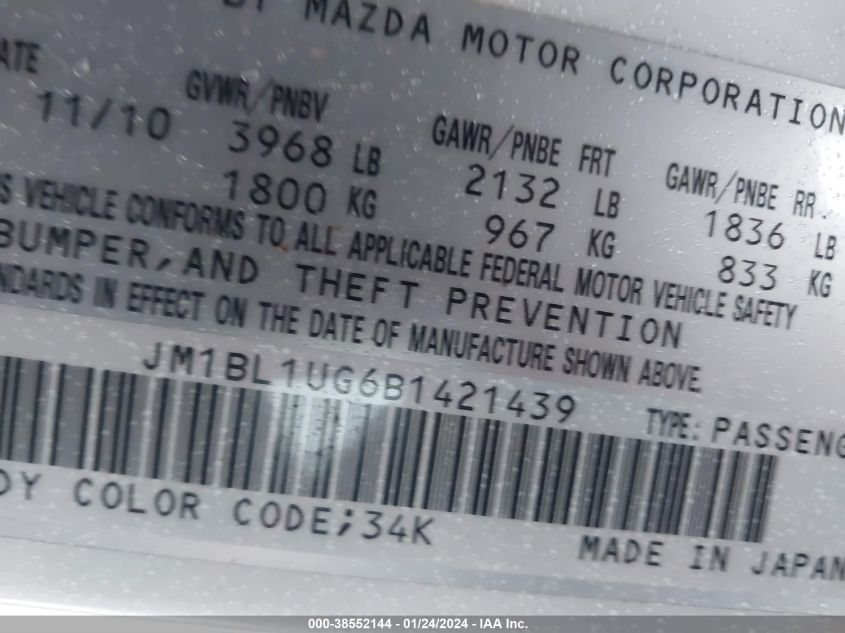 BY MAZDA MOTOR CORPORATION
ATE GVWR/PNBV GAWR/PNBE FRT GAWR/PNBE RR.
11/10 3968 LB 2132 LB 1836 LB
1800 KG 967 KG 833 KG
S VEHICLE CONFORMS TO ALL APPLICABLE FEDERAL MOTOR VEHICLE SAFETY
BUMPER, AND THEFT PREVENTION
NDARDS IN EFFECT ON THE DATE OF MANUFACTURE SHOWN ABOVE.
JM1BL1UG6B1421439 TYPE: PASSENG
DY COLOR CODE;34K MADE IN JAPAN
000-38552144 - 01/24/2024 - IAA Inc.